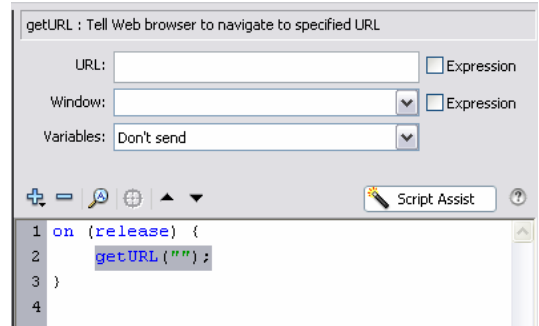 getURL : Tell Web browser to navigate to specified URL
URL: Expression
Window: Expression
Variables: Don't send
Script Assist
1 on (release) {
2 getURL("");
3 }
4